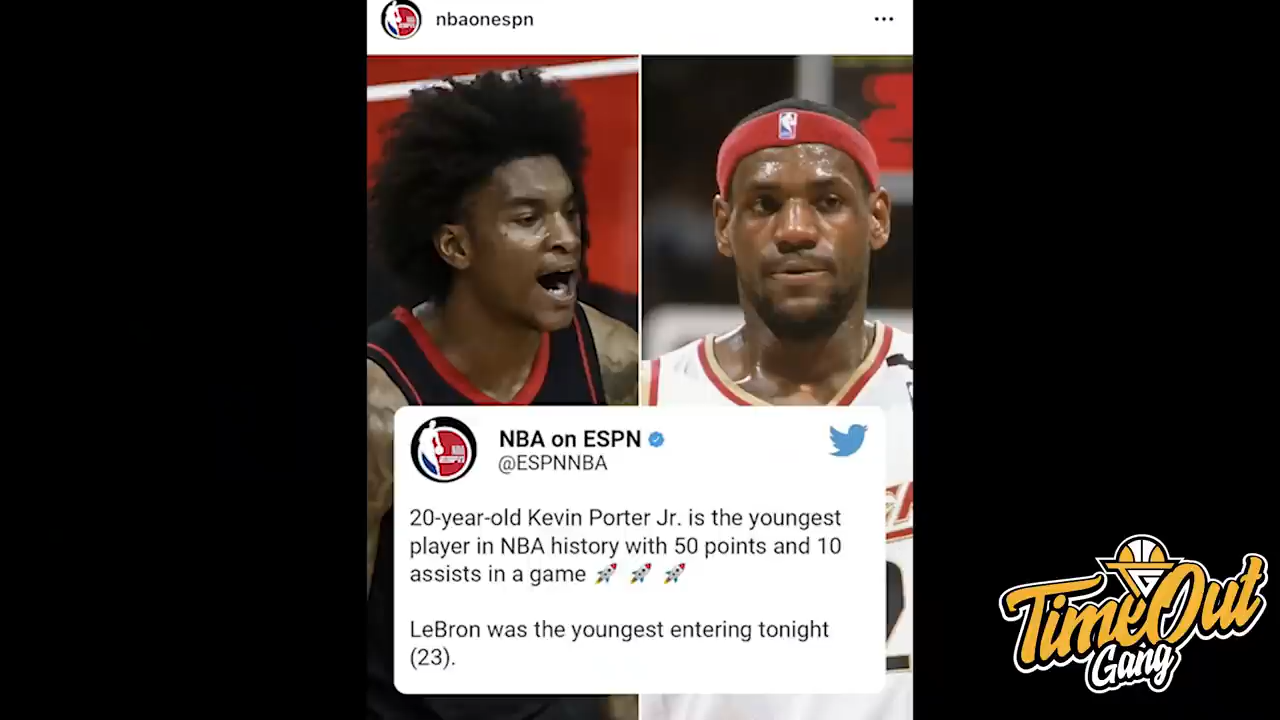 nbaonespn
NBA on ESPN
@ESPNNBA
20-year-old Kevin Porter Jr. is the youngest
player in NBA history with 50 points and 10
assists in a game 🚀 🚀 🚀
LeBron was the youngest entering tonight
(23).
TimeOut
Gang